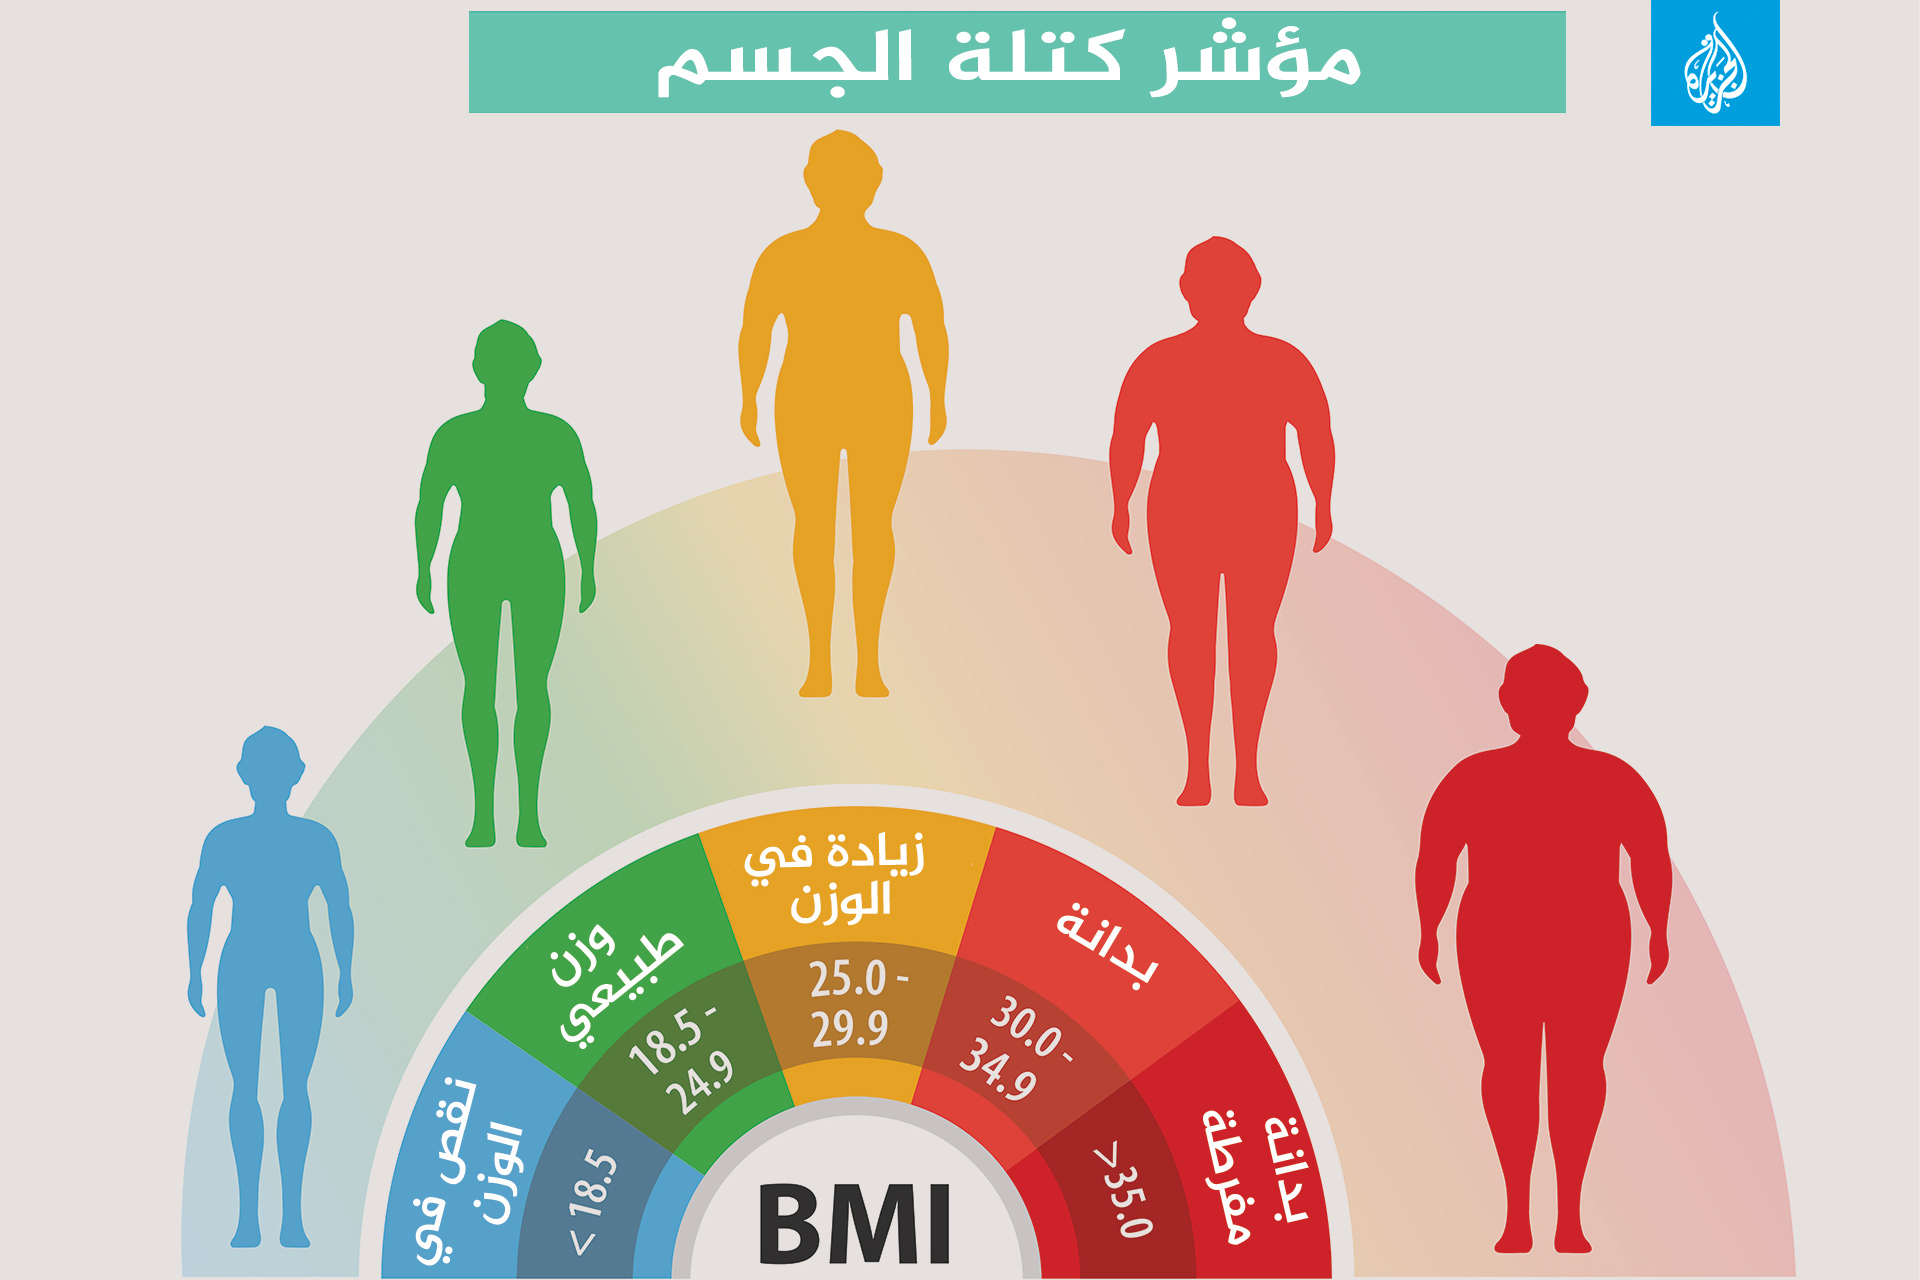 مؤشر كتلة الجسم
الجزيرة
نقص في
الوزن
< 18.5
وزن
طبيعي
18.5 -
24.9
زيادة في
الوزن
25.0 -
29.9
بدانة
30.0 -
34.9
بدانة
مفرطة
>35.0
BMI